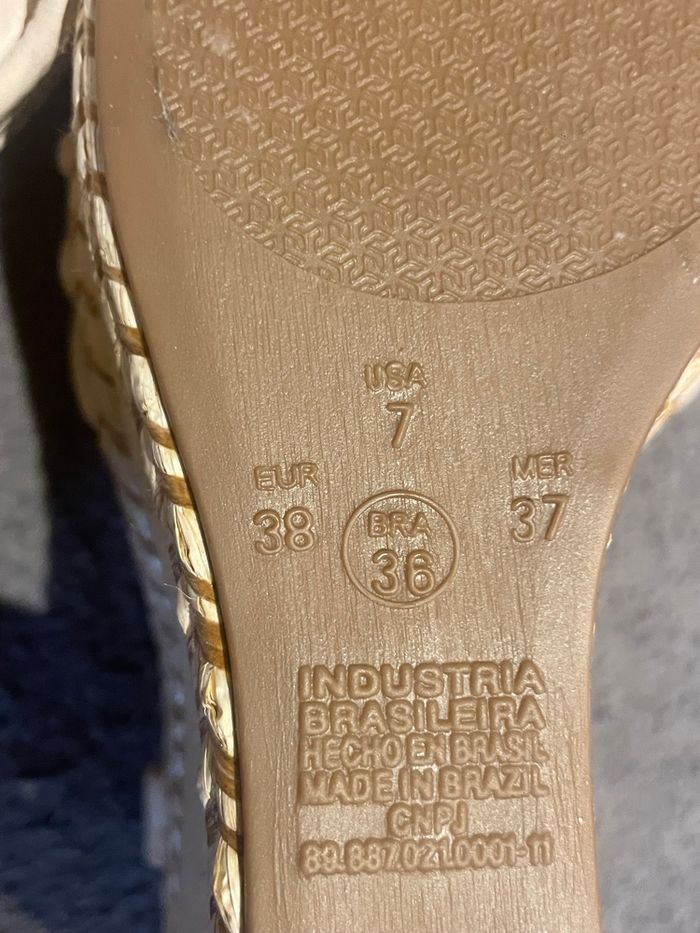 USA
7
EUR
38
BRA
36
MER
37
INDUSTRIA
BRASILEIRA
HECHO EN BRASIL
MADE IN BRAZIL
CNPJ
89.887.021.0001-11